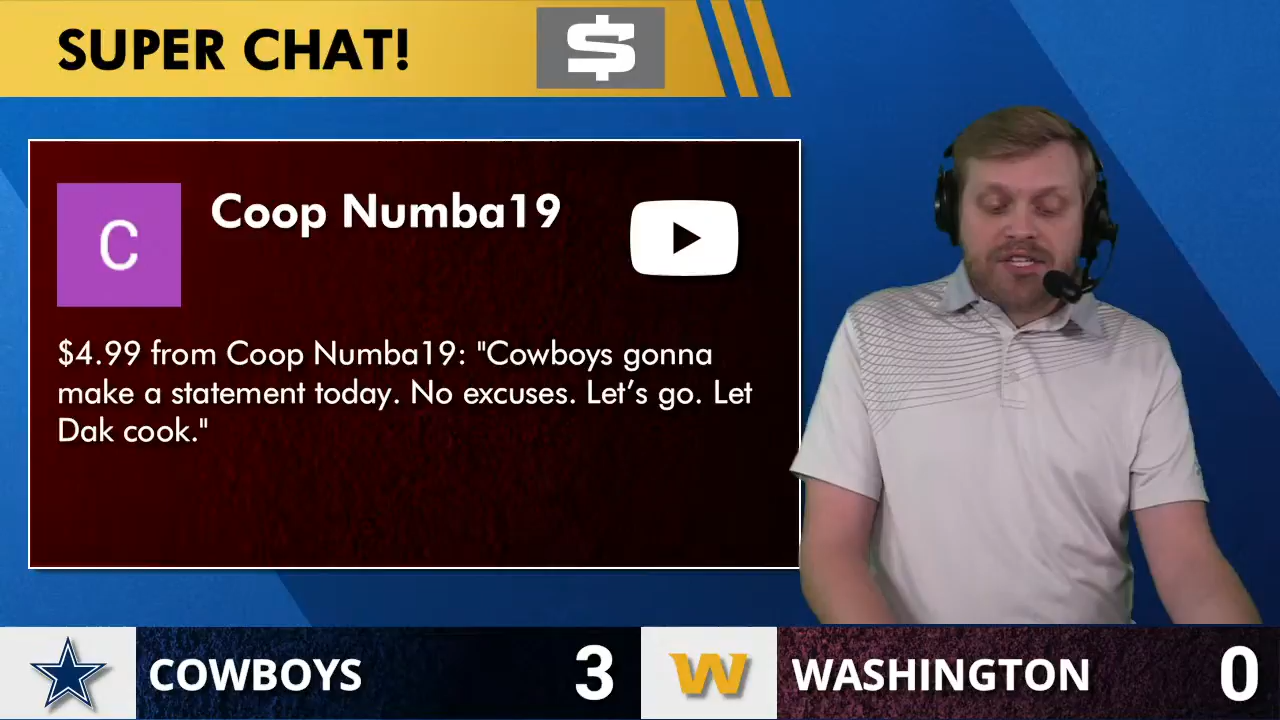 SUPER CHAT!
$
C
Coop Numba19
$4.99 from Coop Numba19: "Cowboys gonna
make a statement today. No excuses. Let’s go. Let
Dak cook."
COWBOYS
3
W
WASHINGTON
0